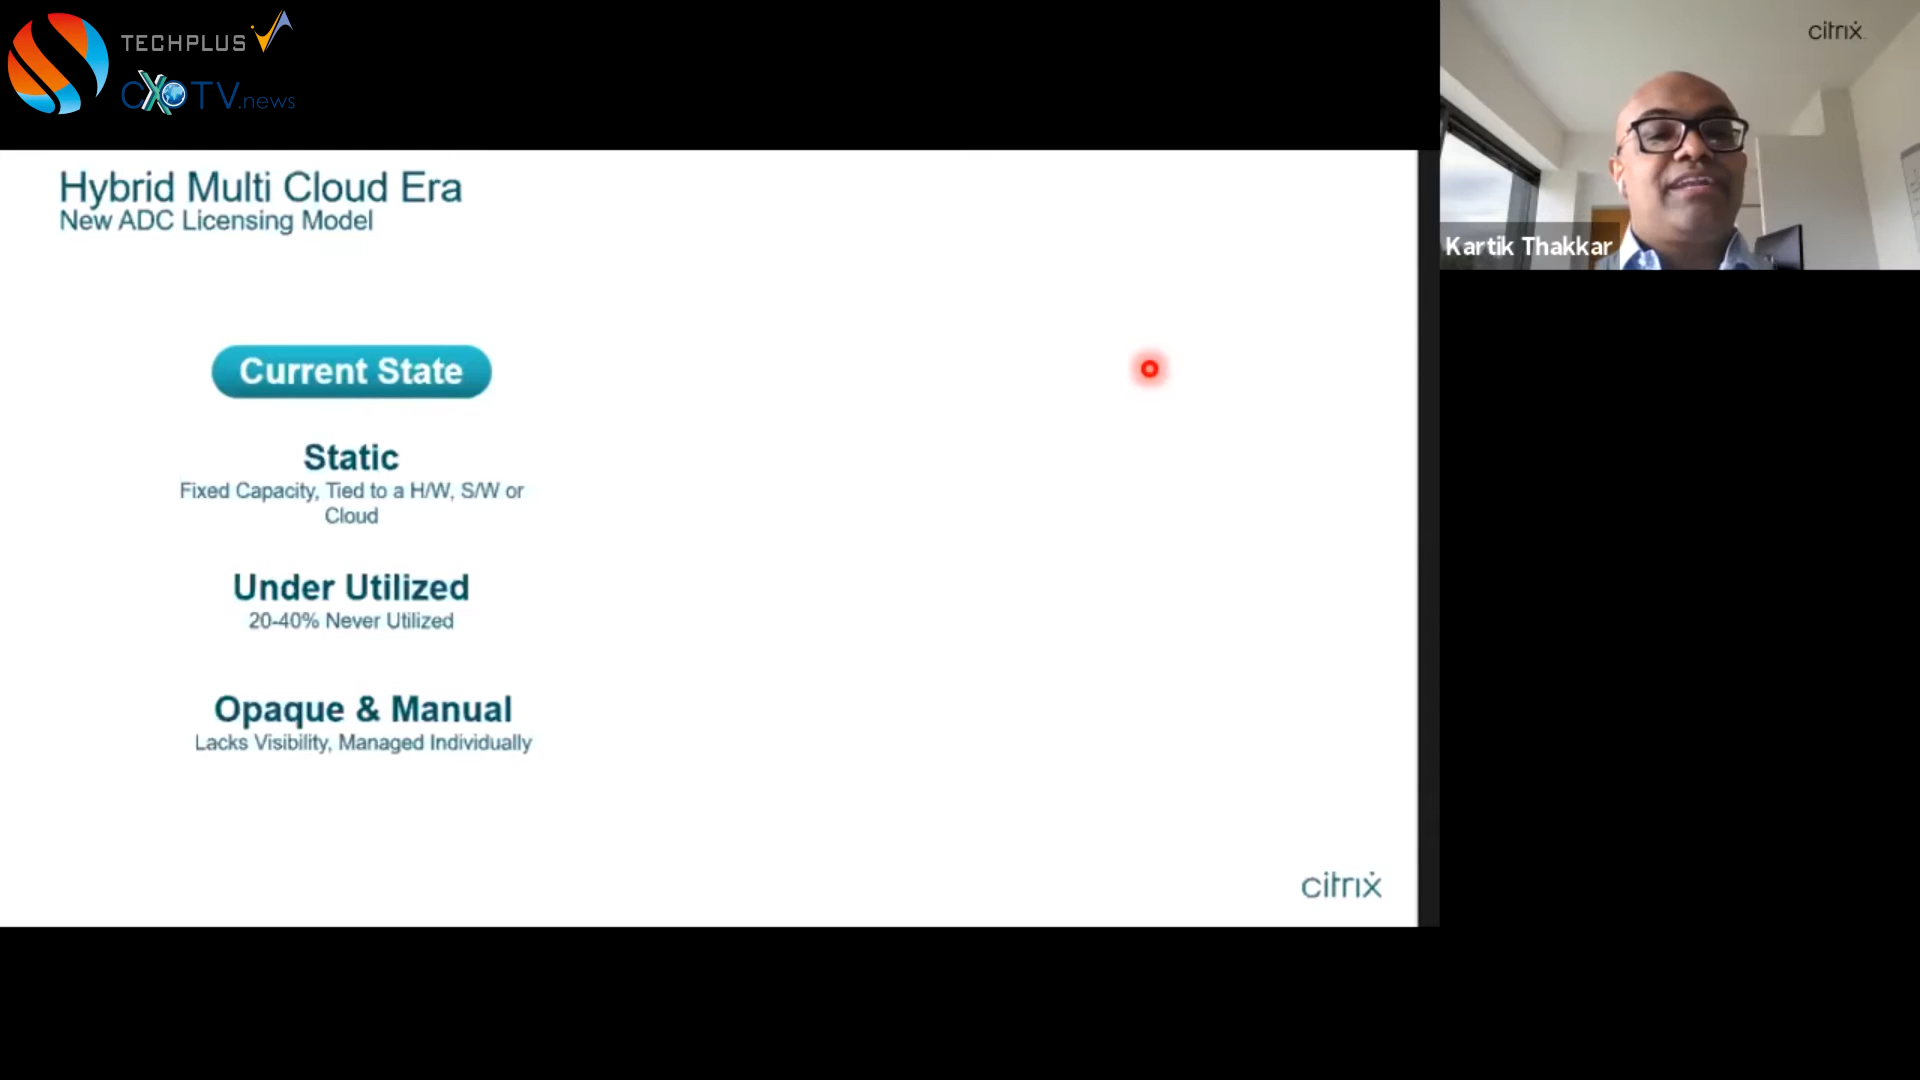 TECHPLUS
CXOTV.news
citrix
Kartik Thakkar
Hybrid Multi Cloud Era
New ADC Licensing Model
Current State
Static
Fixed Capacity, Tied to a H/W, S/W or
Cloud
Under Utilized
20-40% Never Utilized
Opaque & Manual
Lacks Visibility, Managed Individually
citrix